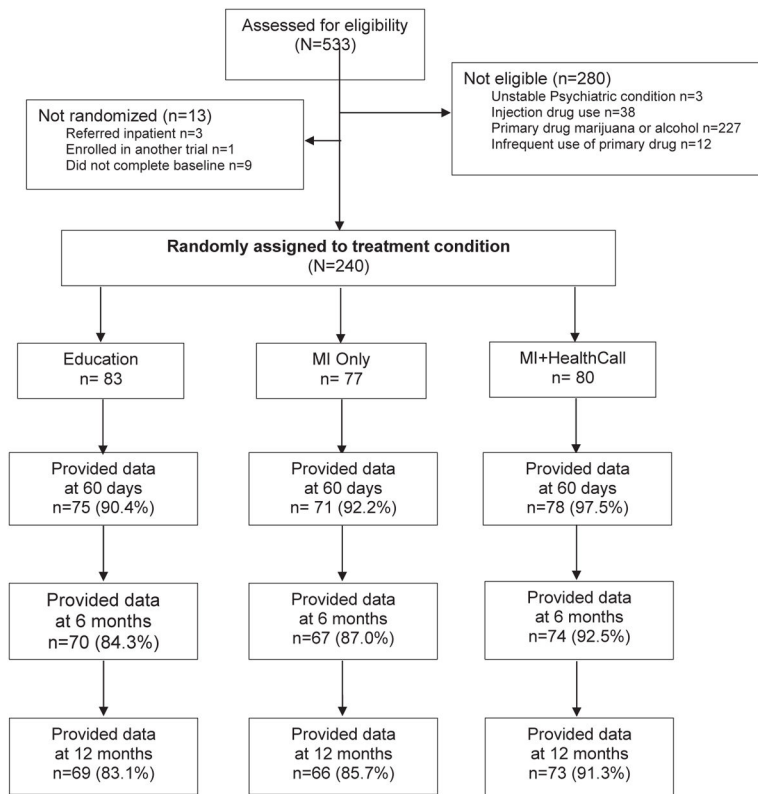 Assessed for eligibility
(N=533)
Not eligible (n=280)
Unstable Psychiatric condition n=3
Injection drug use n=38
Primary drug marijuana or alcohol n=227
Infrequent use of primary drug n=12
Not randomized (n=13)
Referred inpatient n=3
Enrolled in another trial n=1
Did not complete baseline n=9
Randomly assigned to treatment condition
(N=240)
Education
n= 83
MI Only
n= 77
MI+HealthCall
n= 80
Provided data
at 60 days
n=75 (90.4%)
Provided data
at 60 days
n= 71 (92.2%)
Provided data
at 60 days
n=78 (97.5%)
Provided data
at 6 months
n=70 (84.3%)
Provided data
at 6 months
n=67 (87.0%)
Provided data
at 6 months
n=74 (92.5%)
Provided data
at 12 months
n=69 (83.1%)
Provided data
at 12 months
n=66 (85.7%)
Provided data
at 12 months
n=73 (91.3%)